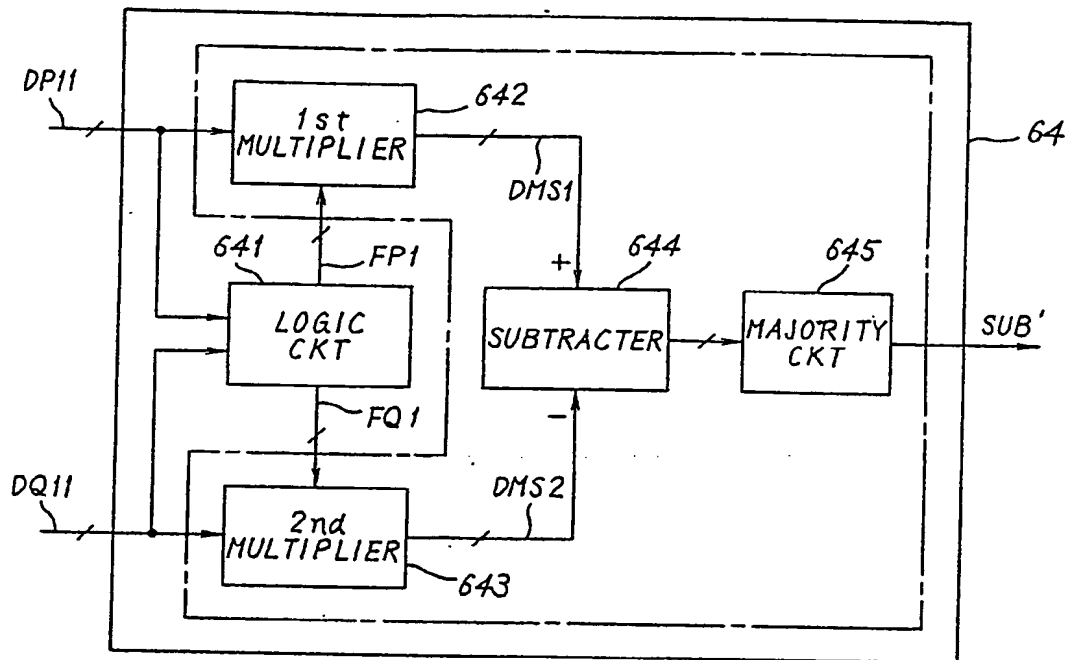 DP11
1st
MULTIPLIER
642
64
DMS1
641
FP1
+
644
645
LOGIC
CKT
SUBTRACTER
MAJORITY
CKT
SUB'
FQ1
-
DQ11
2nd
MULTIPLIER
DMS2
643